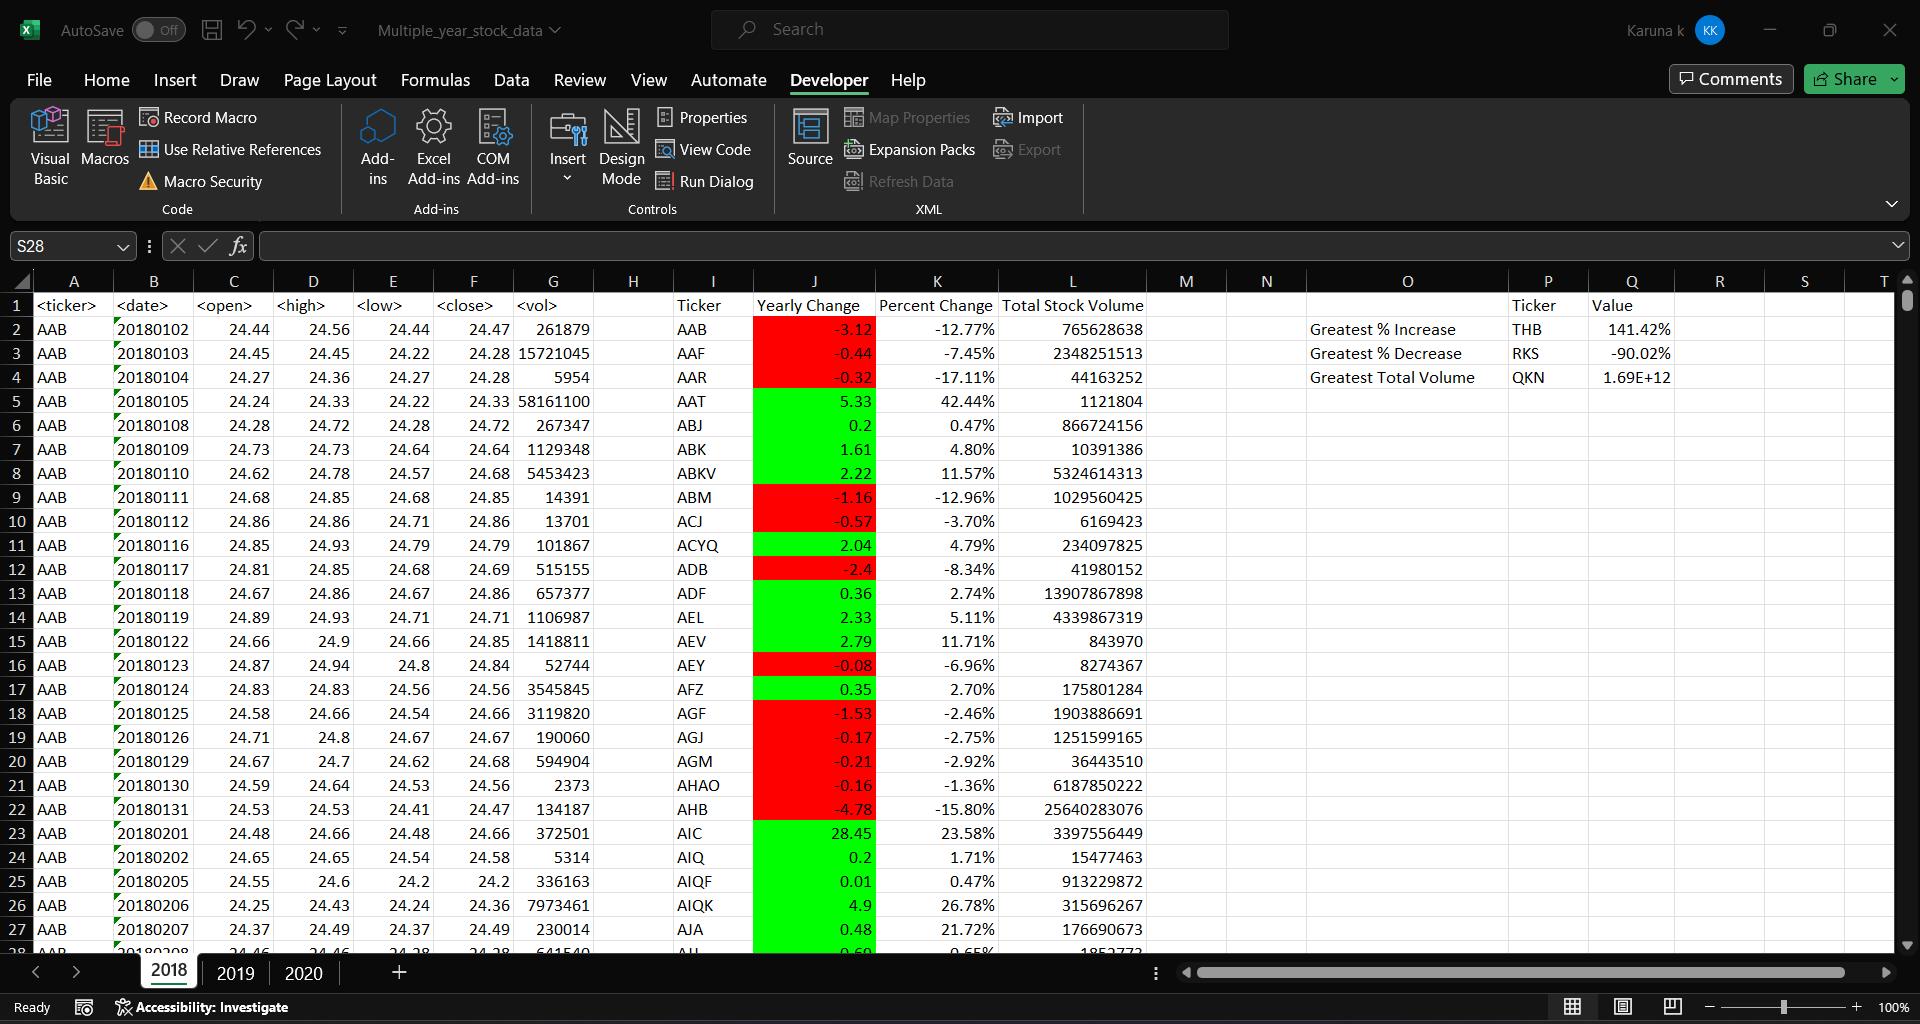 AutoSave Off Multiple_year_stock_data Search Karuna k KK
File Home Insert Draw Page Layout Formulas Data Review View Automate Developer Help Comments Share
Visual Basic
Macros
Record Macro
Use Relative References
Macro Security
Code
Add-ins
Excel Add-ins
COM Add-ins
Add-ins
Insert
Design Mode
Properties
View Code
Run Dialog
Controls
Source
Map Properties
Expansion Packs
Refresh Data
Import
Export
XML
S28 fx
A B C D E F G H I J K L M N O P Q R S T
1 <ticker> <date> <open> <high> <low> <close> <vol> Ticker Yearly Change Percent Change Total Stock Volume Ticker Value
2 AAB 20180102 24.44 24.56 24.44 24.47 261879 AAB -3.12 -12.77% 765628638 Greatest % Increase THB 141.42%
3 AAB 20180103 24.45 24.45 24.22 24.28 15721045 AAF -0.44 -7.45% 2348251513 Greatest % Decrease RKS -90.02%
4 AAB 20180104 24.27 24.36 24.27 24.28 5954 AAR -0.32 -17.11% 44163252 Greatest Total Volume QKN 1.69E+12
5 AAB 20180105 24.24 24.33 24.22 24.33 58161100 AAT 5.33 42.44% 1121804
6 AAB 20180108 24.28 24.72 24.28 24.72 267347 ABJ 0.2 0.47% 866724156
7 AAB 20180109 24.73 24.73 24.64 24.64 1129348 ABK 1.61 4.80% 10391386
8 AAB 20180110 24.62 24.78 24.57 24.68 5453423 ABKV 2.22 11.57% 5324614313
9 AAB 20180111 24.68 24.85 24.68 24.85 14391 ABM -1.16 -12.96% 1029560425
10 AAB 20180112 24.86 24.86 24.71 24.86 13701 ACJ -0.57 -3.70% 6169423
11 AAB 20180116 24.85 24.93 24.79 24.79 101867 ACYQ 2.04 4.79% 234097825
12 AAB 20180117 24.81 24.85 24.68 24.69 515155 ADB -2.4 -8.34% 41980152
13 AAB 20180118 24.67 24.86 24.67 24.86 657377 ADF 0.36 2.74% 13907867898
14 AAB 20180119 24.89 24.93 24.71 24.71 1106987 AEL 2.33 5.11% 4339867319
15 AAB 20180122 24.66 24.9 24.66 24.85 1418811 AEV 2.79 11.71% 843970
16 AAB 20180123 24.87 24.94 24.8 24.84 52744 AEY -0.08 -6.96% 8274367
17 AAB 20180124 24.83 24.83 24.56 24.56 3545845 AFZ 0.35 2.70% 175801284
18 AAB 20180125 24.58 24.66 24.54 24.66 3119820 AGF -1.53 -2.46% 1903886691
19 AAB 20180126 24.71 24.8 24.67 24.67 190060 AGJ -0.17 -2.75% 1251599165
20 AAB 20180129 24.67 24.7 24.62 24.68 594904 AGM -0.21 -2.92% 36443510
21 AAB 20180130 24.59 24.64 24.53 24.56 2373 AHAO -0.16 -1.36% 6187850222
22 AAB 20180131 24.53 24.53 24.41 24.47 134187 AHB -4.78 -15.80% 25640283076
23 AAB 20180201 24.48 24.66 24.48 24.66 372501 AIC 28.45 23.58% 3397556449
24 AAB 20180202 24.65 24.65 24.54 24.58 5314 AIQ 0.2 1.71% 15477463
25 AAB 20180205 24.55 24.6 24.2 24.2 336163 AIQF 0.01 0.47% 913229872
26 AAB 20180206 24.25 24.43 24.24 24.36 7973461 AIQK 4.9 26.78% 315696267
27 AAB 20180207 24.37 24.49 24.37 24.49 230014 AJA 0.48 21.72% 176690673
2018 2019 2020
Ready Accessibility: Investigate 100%